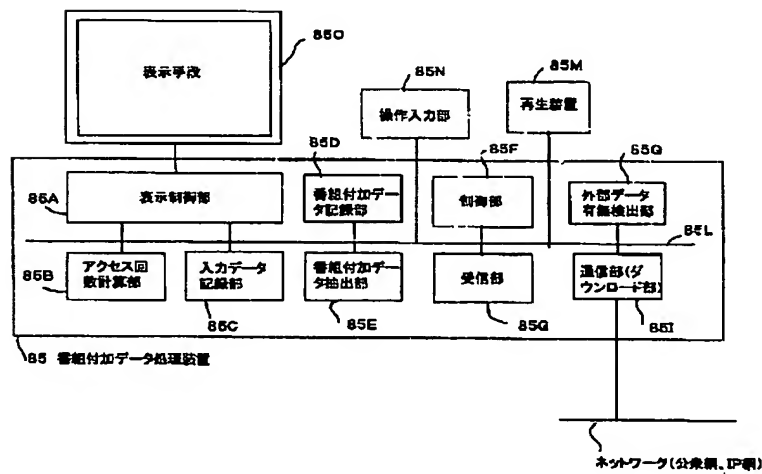 85O
表示手改
85N
操作入力部
85M
再生装置
85D
85F
85Q
表示制御部
85A
番組付加デー
タ記録部
制御部
外部データ
有無検出部
85L
アクセス回
数計算部
85B
入力データ
記録部
85C
番組付加デー
タ抽出部
85E
受信部
85G
通信部(ダ
ウンロード部)
85I
85 番組付加データ処理装置
ネットワーク(公衆網、IP網)